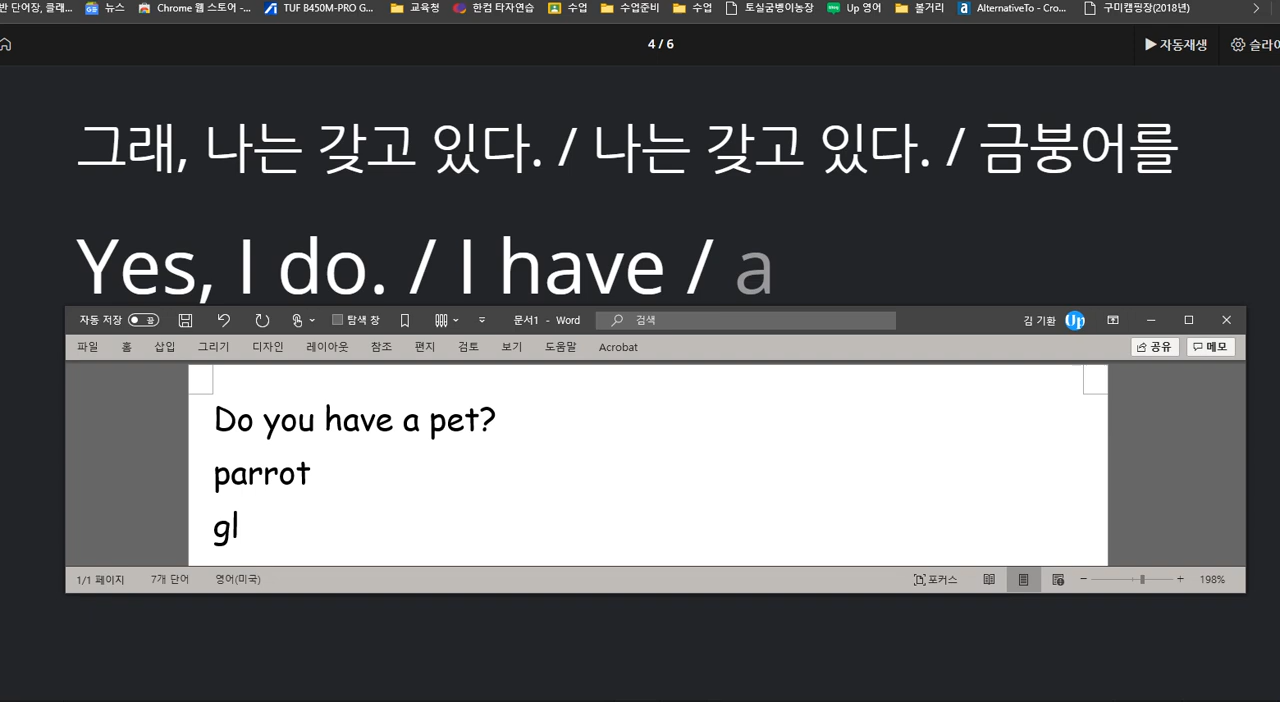 반 단어장, 클래... 뉴스 Chrome 웹 스토어 -... TUF B450M-PRO G... 교육청 한컴 타자연습 수업 수업준비 수업 토실굼벵이농장 Up 영어 볼거리 AlternativeTo - Cro... 구미캠핑장(2018년)
4 / 6 자동재생 슬라이
그래, 나는 갖고 있다. / 나는 갖고 있다. / 금붕어를
Yes, I do. / I have / a
자동 저장 끔 탐색 창 문서1 - Word 검색 김 기환 Up
파일 홈 삽입 그리기 디자인 레이아웃 참조 편지 검토 보기 도움말 Acrobat 공유 메모
Do you have a pet?
parrot
gl
1/1 페이지 7개 단어 영어(미국) 포커스 198%